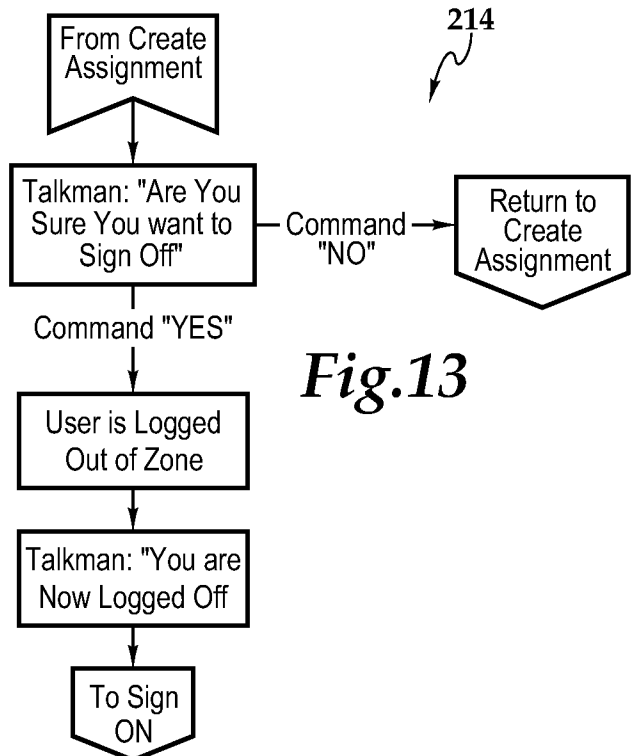 From Create
Assignment
214
Talkman: "Are You
Sure You want to
Sign Off"
Command
"NO"
Return to
Create
Assignment
Command "YES"
Fig.13
User is Logged
Out of Zone
Talkman: "You are
Now Logged Off
To Sign
ON